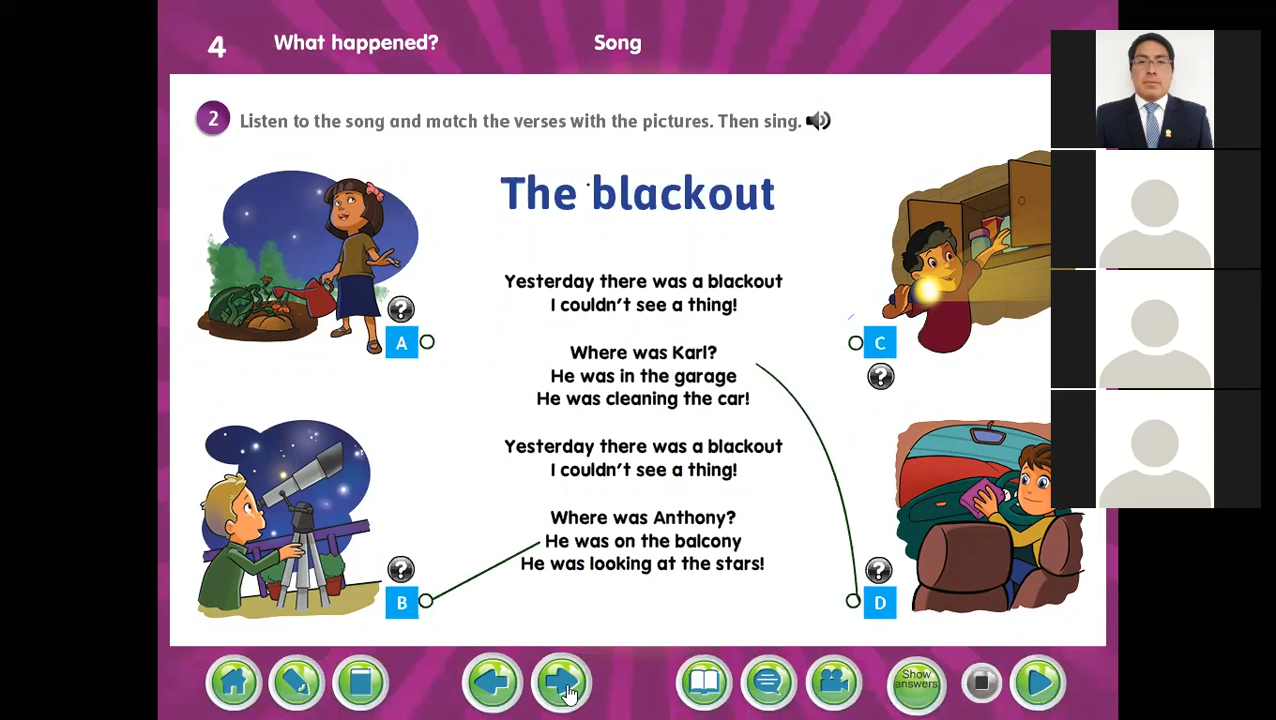 4 What happened? Song
2 Listen to the song and match the verses with the pictures. Then sing.
The blackout
Yesterday there was a blackout
I couldn't see a thing!
Where was Karl?
He was in the garage
He was cleaning the car!
Yesterday there was a blackout
I couldn't see a thing!
Where was Anthony?
He was on the balcony
He was looking at the stars!
?
A
?
B
C
?
?
D
Show
answers